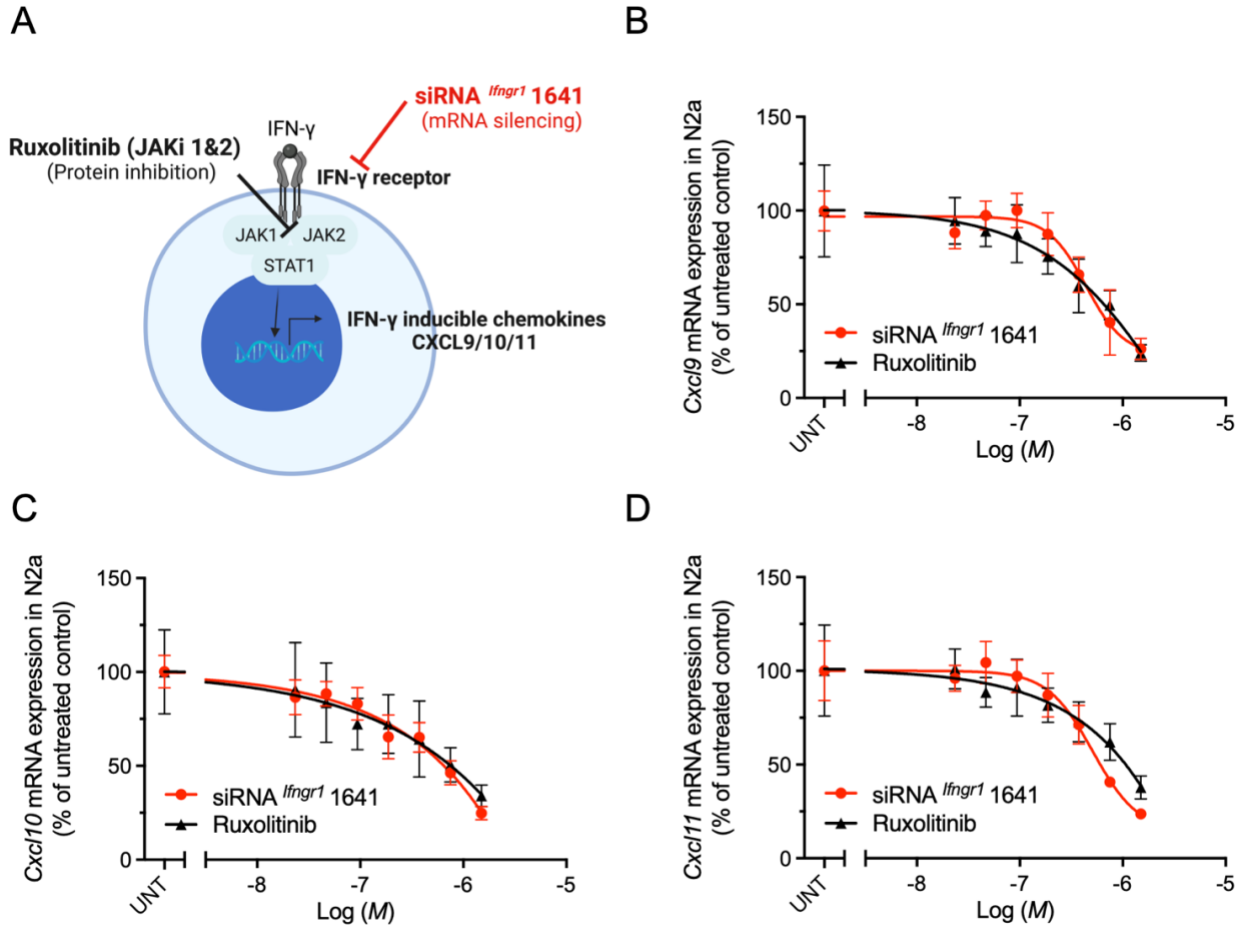 A
siRNA Ifngr1 1641
(mRNA silencing)
IFN-γ
Ruxolitinib (JAKi 1&2)
(Protein inhibition)
IFN-γ receptor
JAK1
JAK2
STAT1
IFN-γ inducible chemokines
CXCL9/10/11
B
Cxcl9 mRNA expression in N2a
(% of untreated control)
150
100
50
0
siRNA Ifngr1 1641
Ruxolitinib
UNT
-8
-7
-6
-5
Log (M)
C
Cxcl10 mRNA expression in N2a
(% of untreated control)
150
100
50
0
siRNA Ifngr1 1641
Ruxolitinib
UNT
-8
-7
-6
-5
Log (M)
D
Cxcl11 mRNA expression in N2a
(% of untreated control)
150
100
50
0
siRNA Ifngr1 1641
Ruxolitinib
UNT
-8
-7
-6
-5
Log (M)